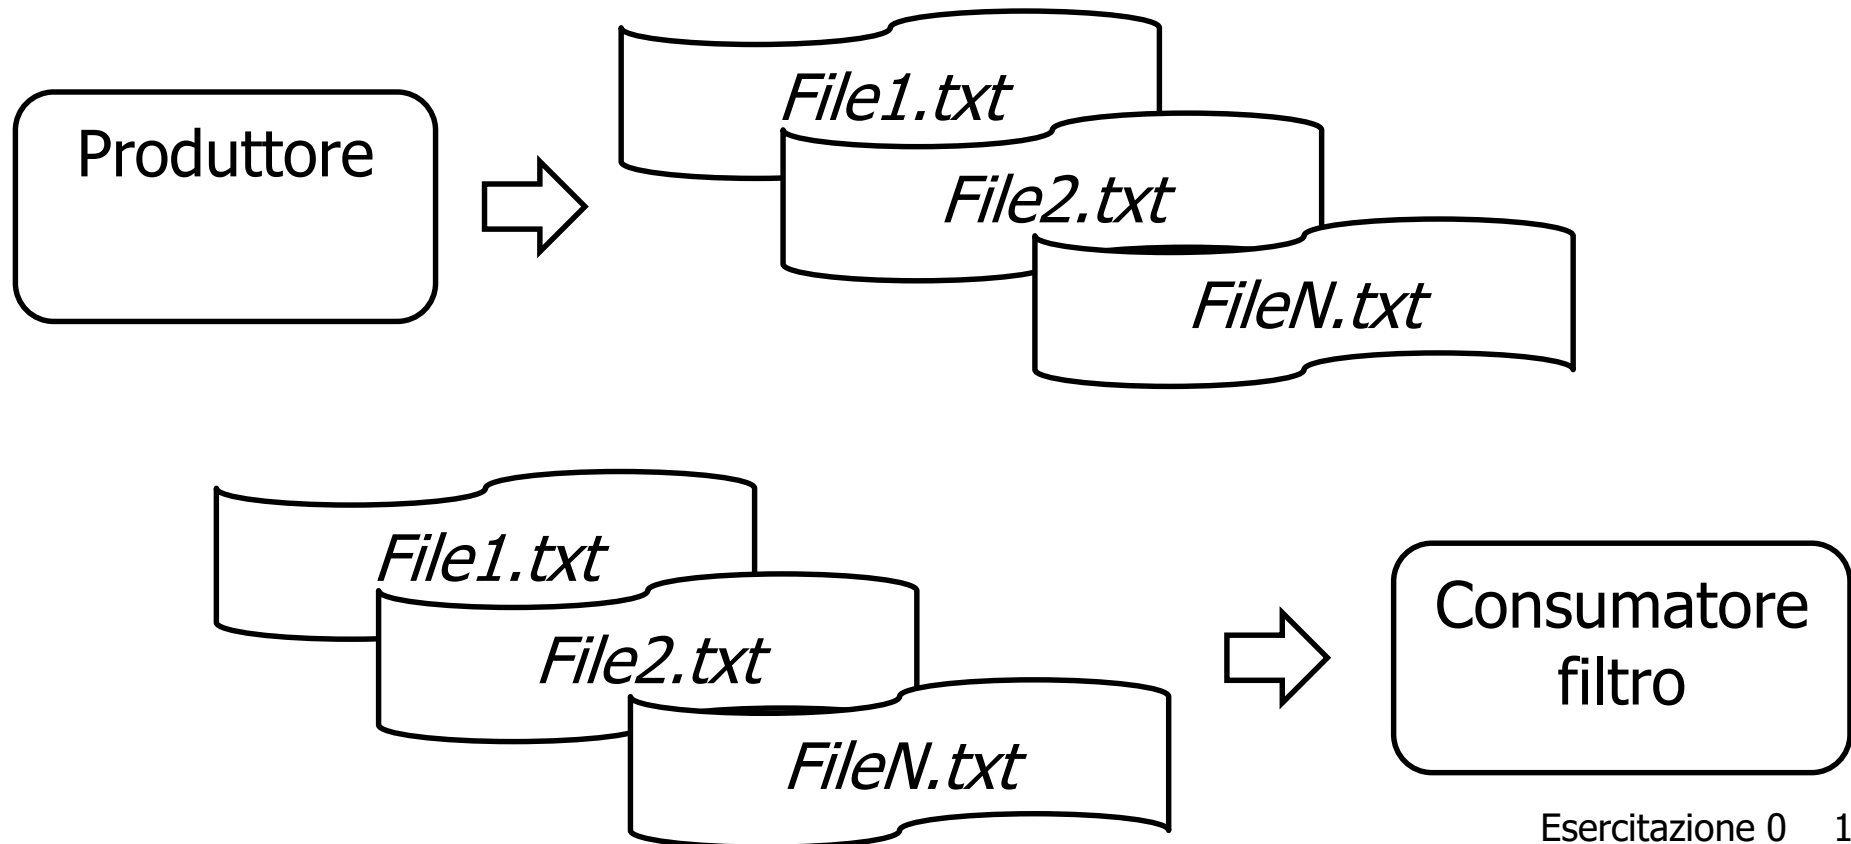 Produttore
File1.txt
File2.txt
FileN.txt
File1.txt
File2.txt
FileN.txt
Consumatore
filtro
Esercitazione 0 1